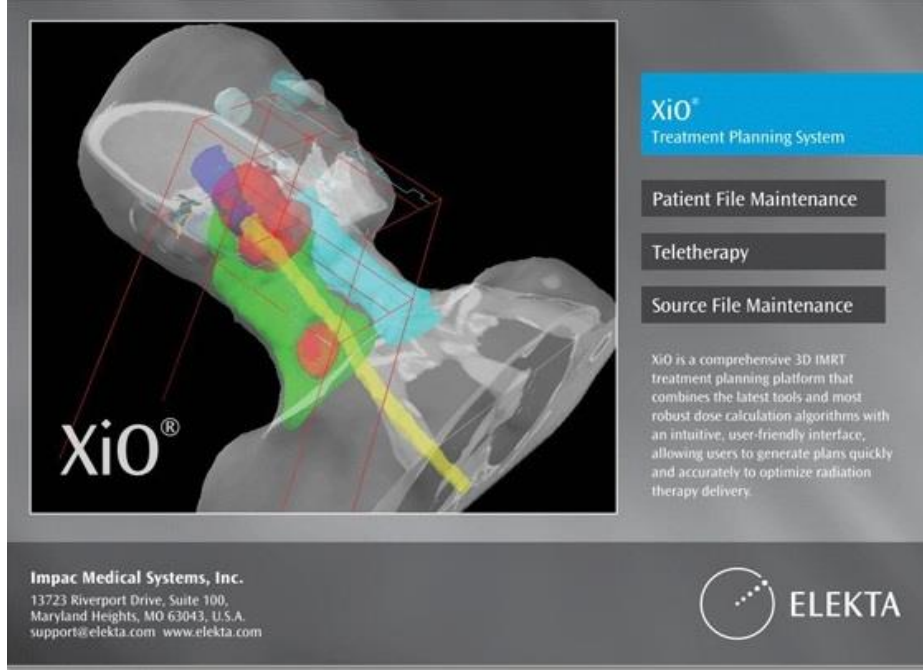 XiO®
XiO®
Treatment Planning System
Patient File Maintenance
Teletherapy
Source File Maintenance
XiO is a comprehensive 3D IMRT
treatment planning platform that
combines the latest tools and most
robust dose calculation algorithms with
an intuitive, user-friendly interface,
allowing users to generate plans quickly
and accurately to optimize radiation
therapy delivery.
Impac Medical Systems, Inc.
13723 Riverport Drive, Suite 100,
Maryland Heights, MO 63043, U.S.A.
support@elekta.com www.elekta.com
ELEKTA